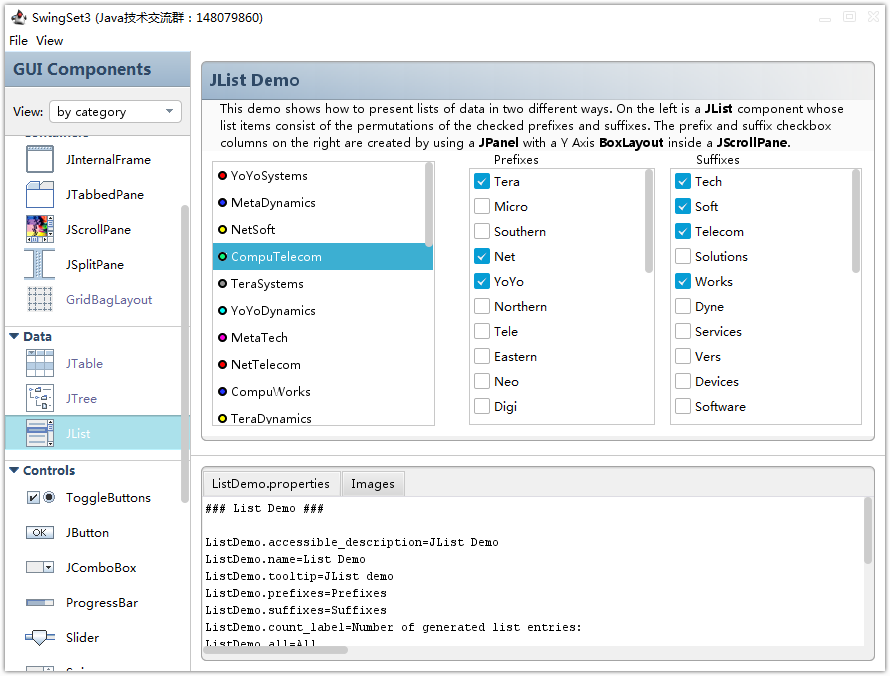 SwingSet3 (Java技术交流群：148079860)
File View
GUI Components
View: by category
JInternalFrame
JTabbedPane
JScrollPane
JSplitPane
GridBagLayout
Data
JTable
JTree
JList
Controls
ToggleButtons
OK JButton
JComboBox
ProgressBar
Slider
JList Demo
This demo shows how to present lists of data in two different ways. On the left is a JList component whose
list items consist of the permutations of the checked prefixes and suffixes. The prefix and suffix checkbox
columns on the right are created by using a JPanel with a Y Axis BoxLayout inside a JScrollPane.
YoYoSystems
MetaDynamics
NetSoft
CompuTelecom
TeraSystems
YoYoDynamics
MetaTech
NetTelecom
CompuWorks
TeraDynamics
Prefixes
Tera
Micro
Southern
Net
YoYo
Northern
Tele
Eastern
Neo
Digi
Suffixes
Tech
Soft
Telecom
Solutions
Works
Dyne
Services
Vers
Devices
Software
ListDemo.properties Images
### List Demo ###
ListDemo.accessible_description=JList Demo
ListDemo.name=List Demo
ListDemo.tooltip=JList demo
ListDemo.prefixes=Prefixes
ListDemo.suffixes=Suffixes
ListDemo.count_label=Number of generated list entries:
ListDemo.all=All